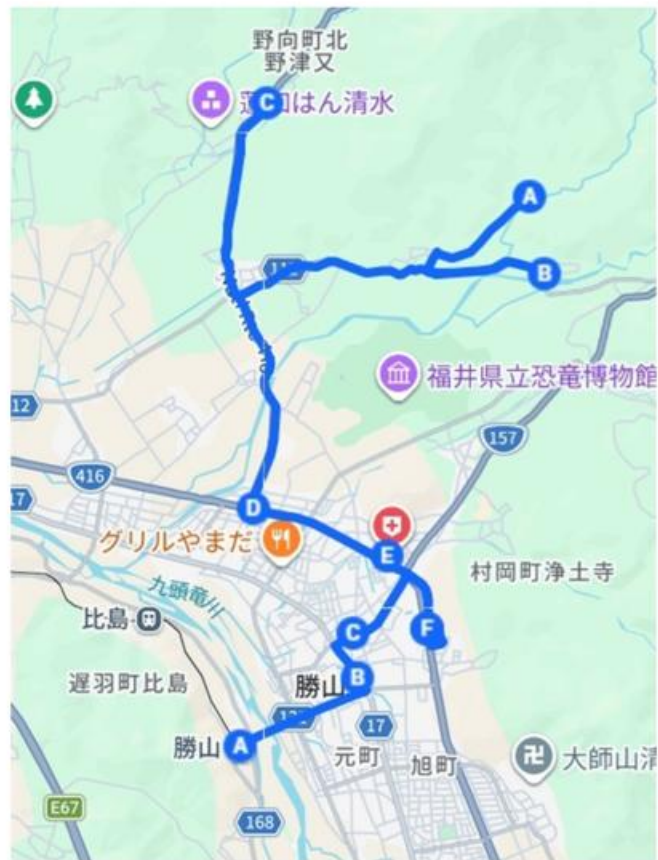 野向町北
野津又
C
はん清水
A
B
福井県立恐竜博物館
12
157
416
17
D
グリルやまだ
E
九頭竜川
村岡町浄土寺
比島
C
F
遅羽町比島
勝山
B
勝山
A
17
元町
旭町
卍
大師山清
E67
168